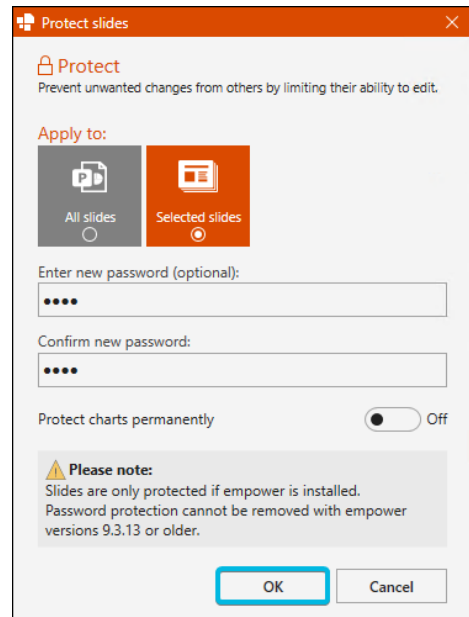 Protect slides
Protect
Prevent unwanted changes from others by limiting their ability to edit.
Apply to:
All slides
Selected slides
Enter new password (optional):
••••
Confirm new password:
••••
Protect charts permanently
Off
Please note:
Slides are only protected if empower is installed.
Password protection cannot be removed with empower
versions 9.3.13 or older.
OK
Cancel